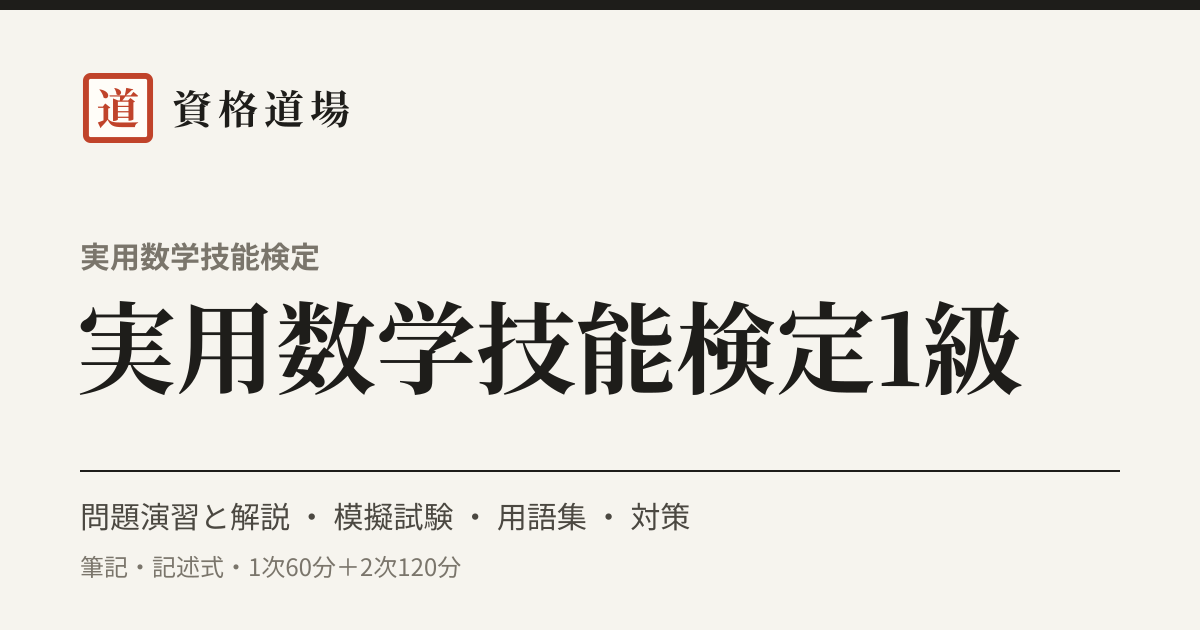 道 資格道場
実用数学技能検定
実用数学技能検定1級
問題演習と解説 ・ 模擬試験 ・ 用語集 ・ 対策
筆記・記述式・1次60分＋2次120分